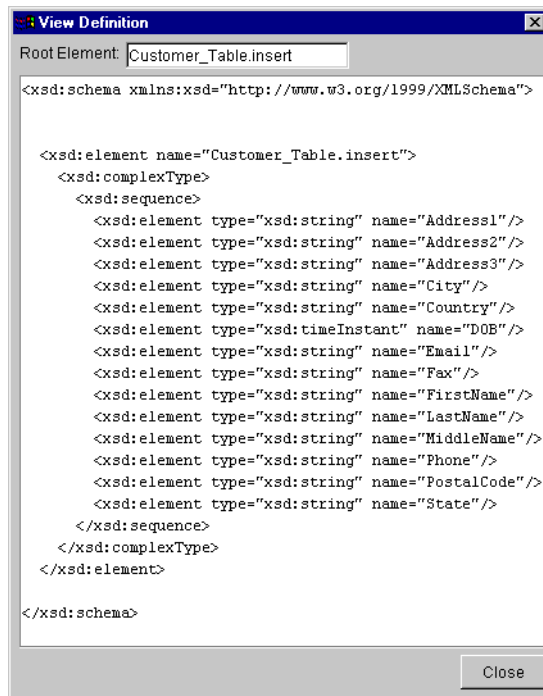 View Definition
Root Element: Customer_Table.insert
<xsd:schema xmlns:xsd="http://www.w3.org/1999/XMLSchema">
<xsd:element name="Customer_Table.insert">
<xsd:complexType>
<xsd:sequence>
<xsd:element type="xsd:string" name="Address1"/>
<xsd:element type="xsd:string" name="Address2"/>
<xsd:element type="xsd:string" name="Address3"/>
<xsd:element type="xsd:string" name="City"/>
<xsd:element type="xsd:string" name="Country"/>
<xsd:element type="xsd:timeInstant" name="DOB"/>
<xsd:element type="xsd:string" name="Email"/>
<xsd:element type="xsd:string" name="Fax"/>
<xsd:element type="xsd:string" name="FirstName"/>
<xsd:element type="xsd:string" name="LastName"/>
<xsd:element type="xsd:string" name="MiddleName"/>
<xsd:element type="xsd:string" name="Phone"/>
<xsd:element type="xsd:string" name="PostalCode"/>
<xsd:element type="xsd:string" name="State"/>
</xsd:sequence>
</xsd:complexType>
</xsd:element>
</xsd:schema>
Close